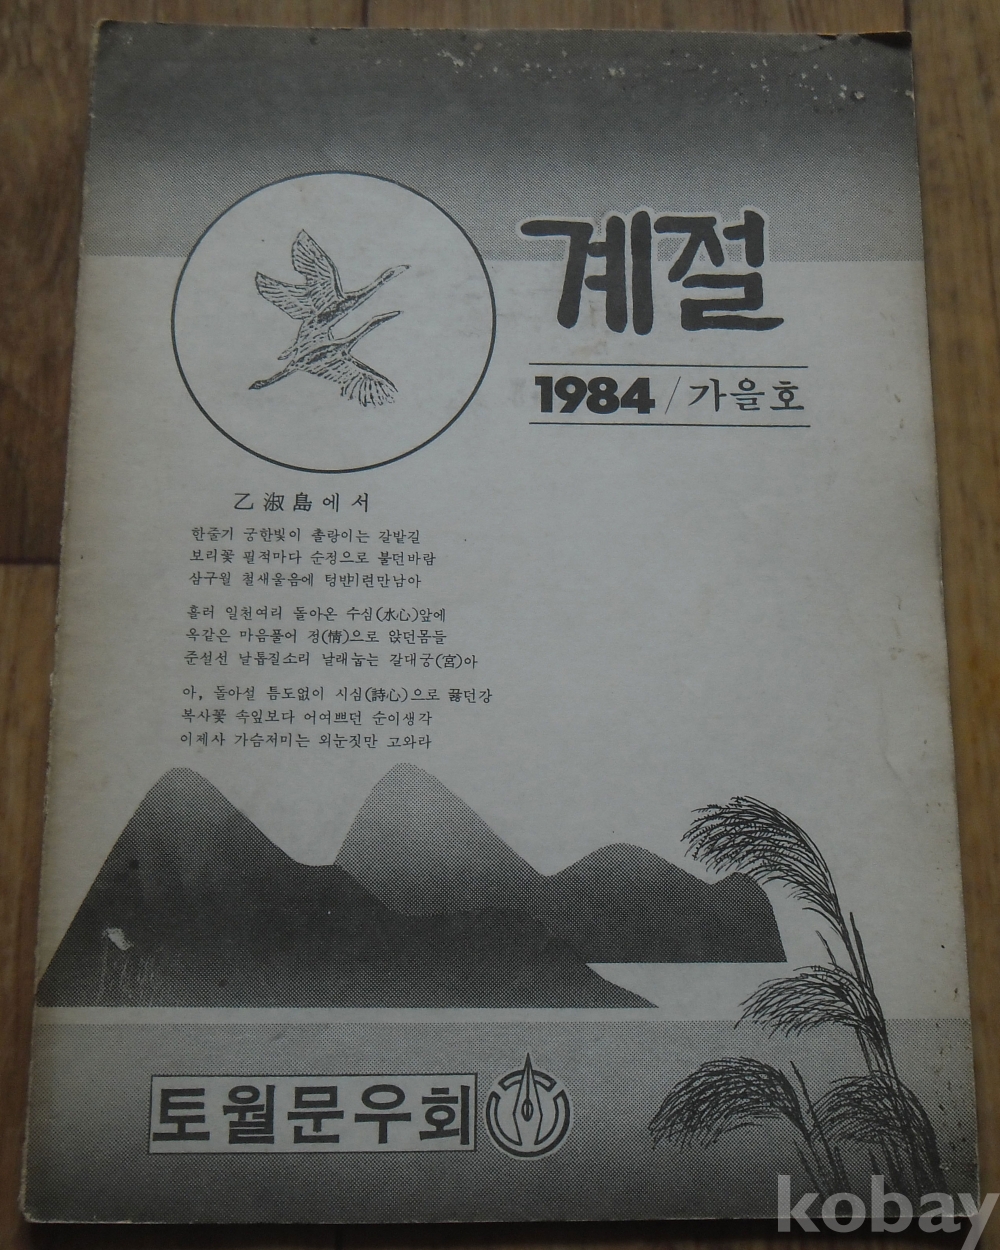 계절
1984 / 가을호
乙淑島에서
한줄기 궁한빛이 촐랑이는 갈밭길
보리꽃 필적마다 순정으로 불던바람
삼구월 철새울음에 텅뱐미련만남아
흘러 일천여리 돌아온 수심(水心)앞에
옥같은 마음풀어 정(情)으로 앉던몸들
준설선 날톱질소리 날래눕는 갈대궁(宮)아
아, 돌아설 틈도없이 시심(詩心)으로 끓던강
복사꽃 속잎보다 어여쁘던 순이생각
이제사 가슴저미는 외눈짓만 고와라
토월문우회
kobay